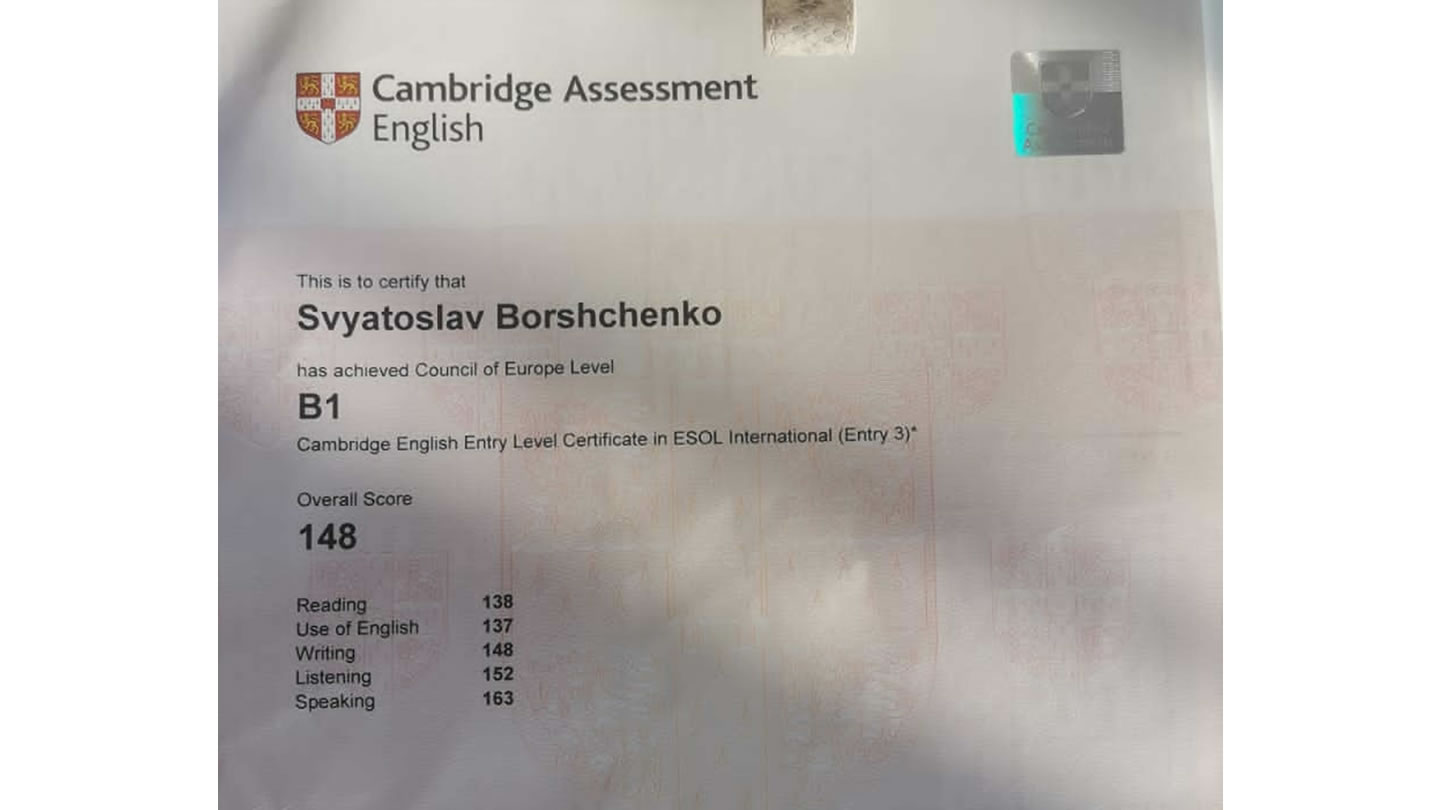 Cambridge Assessment
English
This is to certify that
Svyatoslav Borshchenko
has achieved Council of Europe Level
B1
Cambridge English Entry Level Certificate in ESOL International (Entry 3)*
Overall Score
148
Reading 138
Use of English 137
Writing 148
Listening 152
Speaking 163